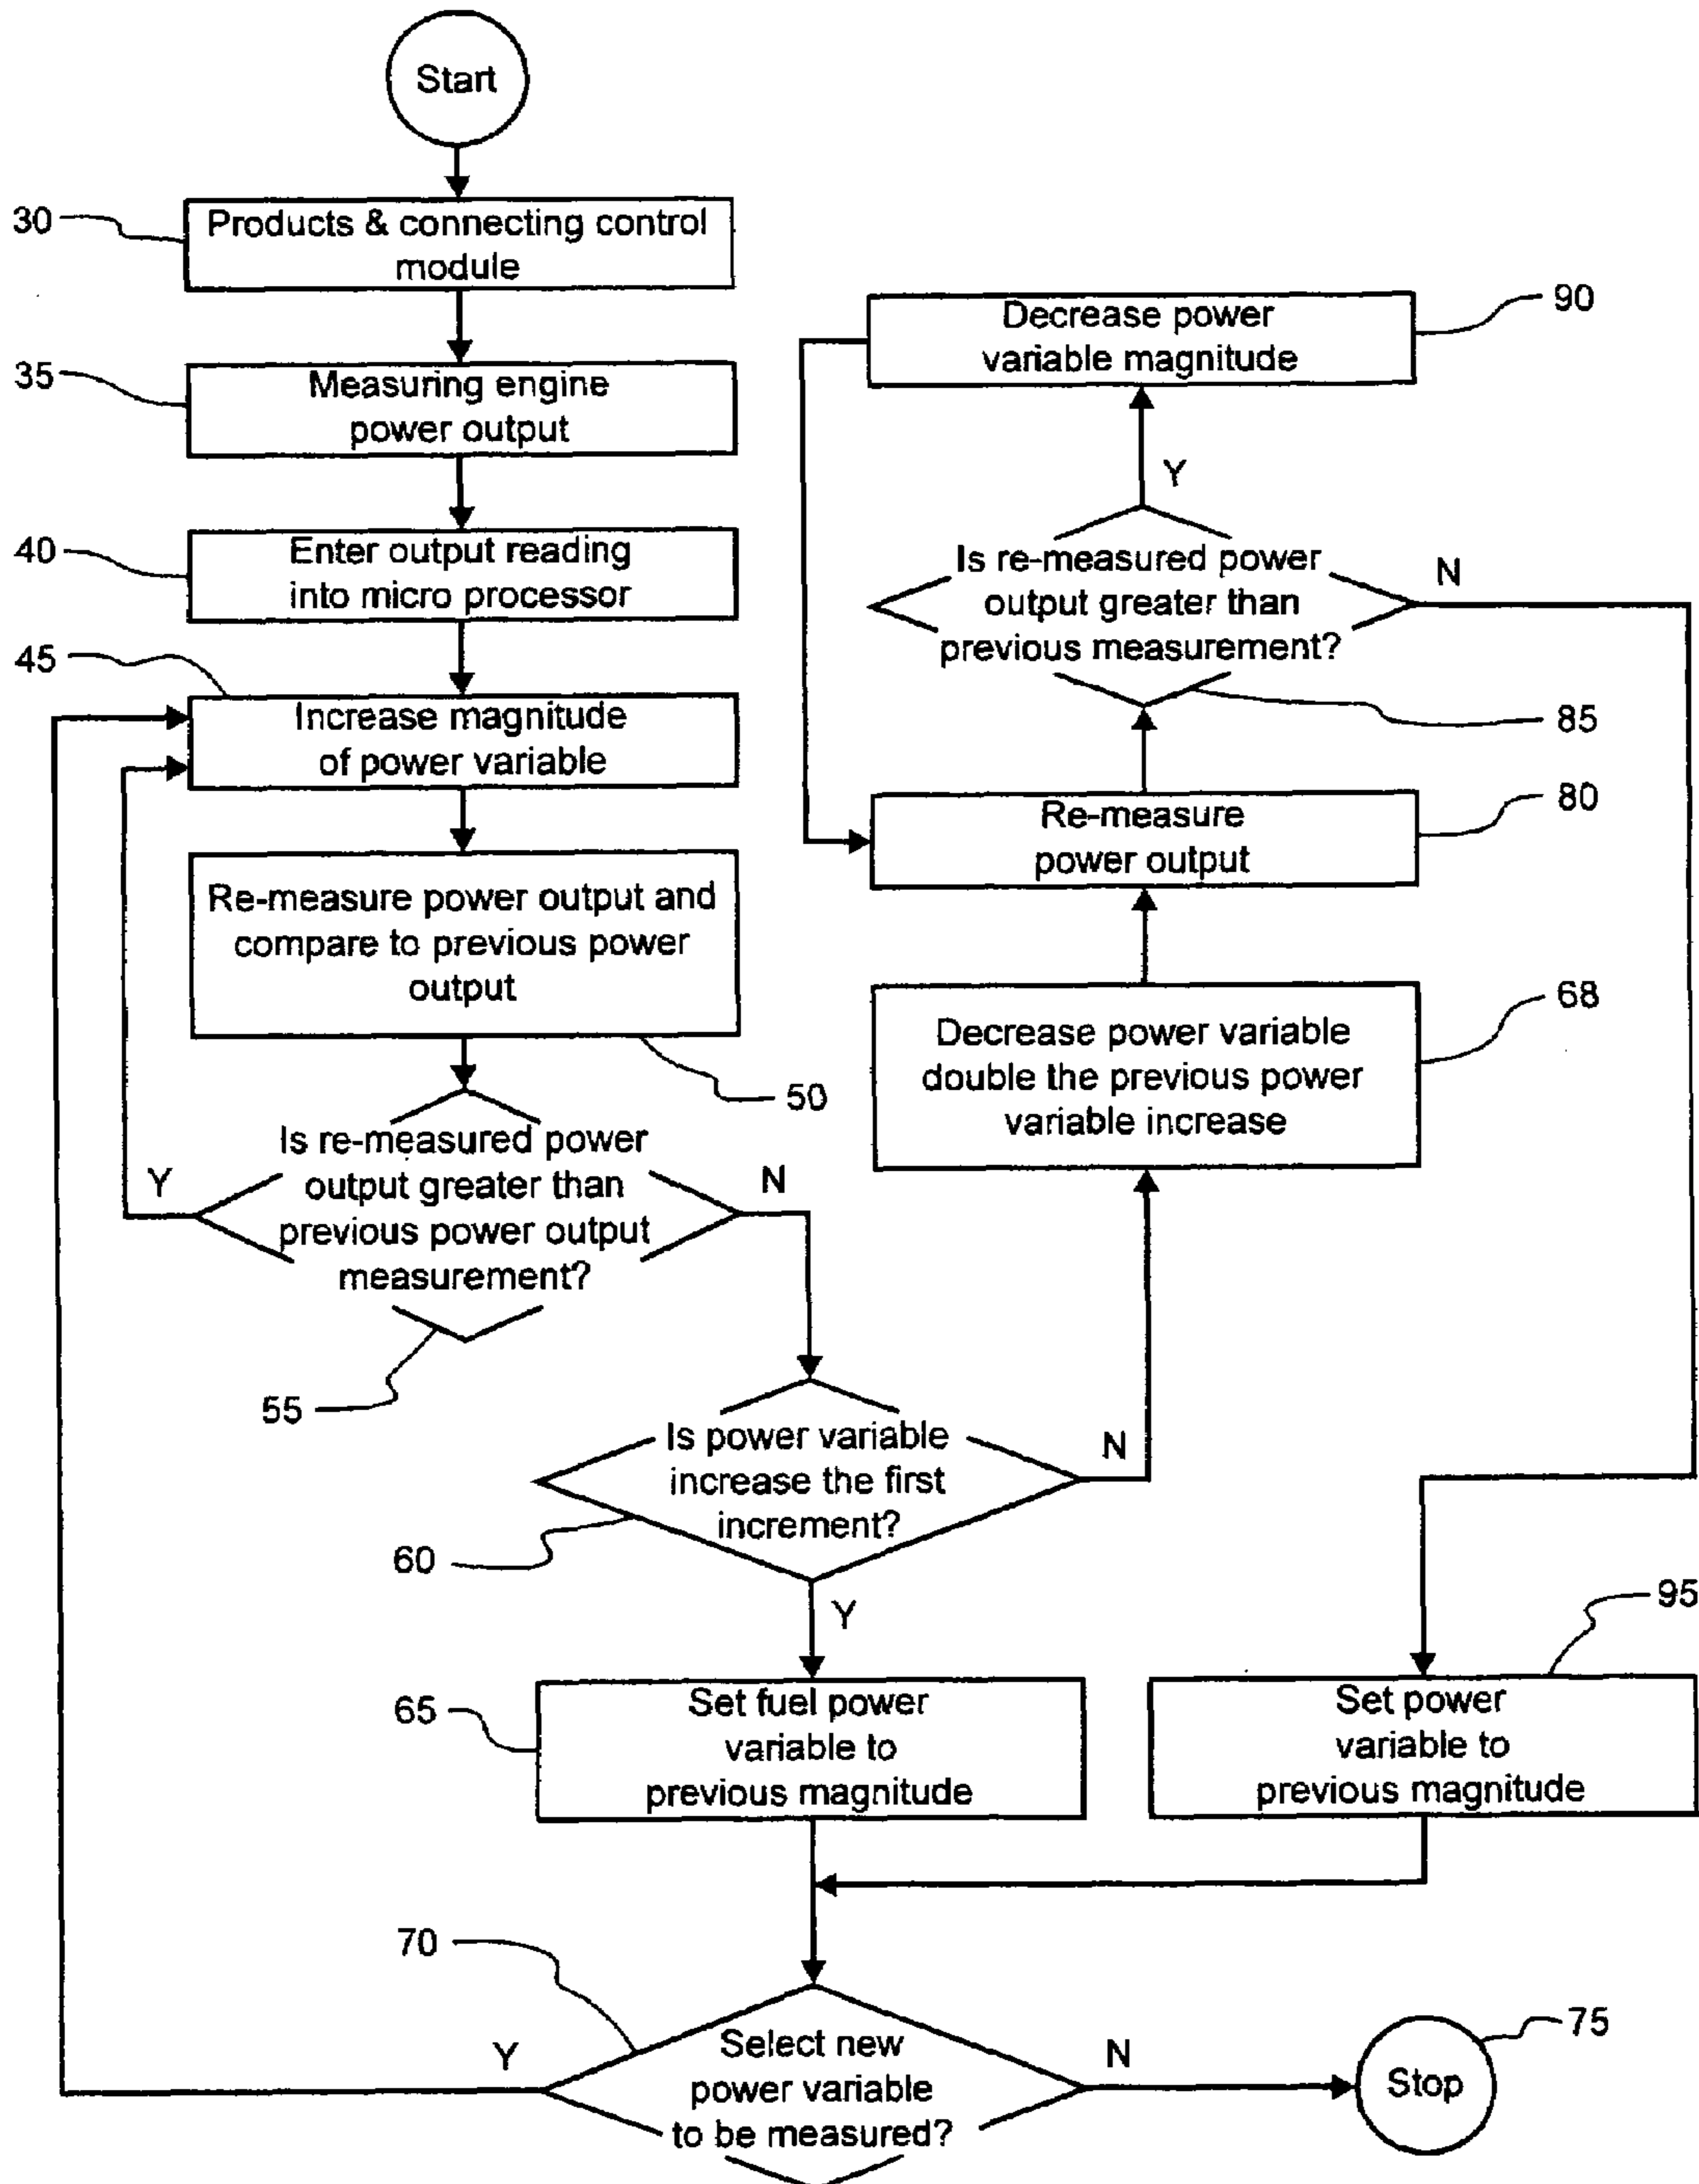 Start
30
Products & connecting control
module
35
Measuring engine
power output
40
Enter output reading
into micro processor
45
Increase magnitude
of power variable
Re-measure power output and
compare to previous power
output
50
Is re-measured power
output greater than
previous power output
measurement?
Y
N
55
Is power variable
increase the first
increment?
N
60
Y
65
Set fuel power
variable to
previous magnitude
70
Select new
power variable
to be measured?
Y
N
Stop
75
90
Decrease power
variable magnitude
Y
Is re-measured power
output greater than
previous measurement?
N
85
80
Re-measure
power output
68
Decrease power variable
double the previous power
variable increase
95
Set power
variable to
previous magnitude